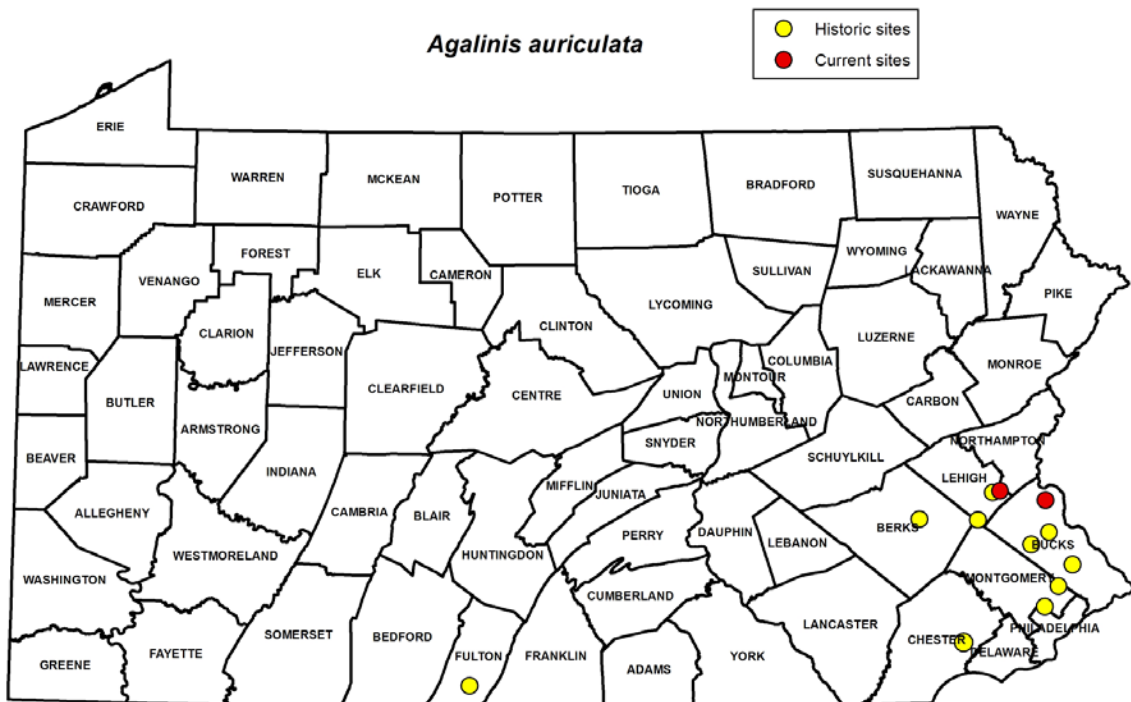 Agalinis auriculata
Historic sites
Current sites
ERIE
CRAWFORD
WARREN
MCKEAN
POTTER
TIOGA
BRADFORD
SUSQUEHANNA
WAYNE
MERCER
VENANGO
FOREST
ELK
CAMERON
CLINTON
LYCOMING
SULLIVAN
WYOMING
LACKAWANNA
PIKE
LAWRENCE
BUTLER
CLARION
JEFFERSON
CLEARFIELD
CENTRE
UNION
MONTOUR
COLUMBIA
LUZERNE
MONROE
CARBON
BEAVER
ARMSTRONG
INDIANA
SNYDER
NORTHUMBERLAND
SCHUYLKILL
NORTHAMPTON
LEHIGH
ALLEGHENY
CAMBRIA
BLAIR
MIFFLIN
JUNIATA
PERRY
DAUPHIN
LEBANON
BERKS
BUCKS
WASHINGTON
WESTMORELAND
HUNTINGDON
CUMBERLAND
MONTGOMERY
GREENE
FAYETTE
SOMERSET
BEDFORD
FULTON
FRANKLIN
ADAMS
YORK
LANCASTER
CHESTER
DELAWARE
PHILADELPHIA